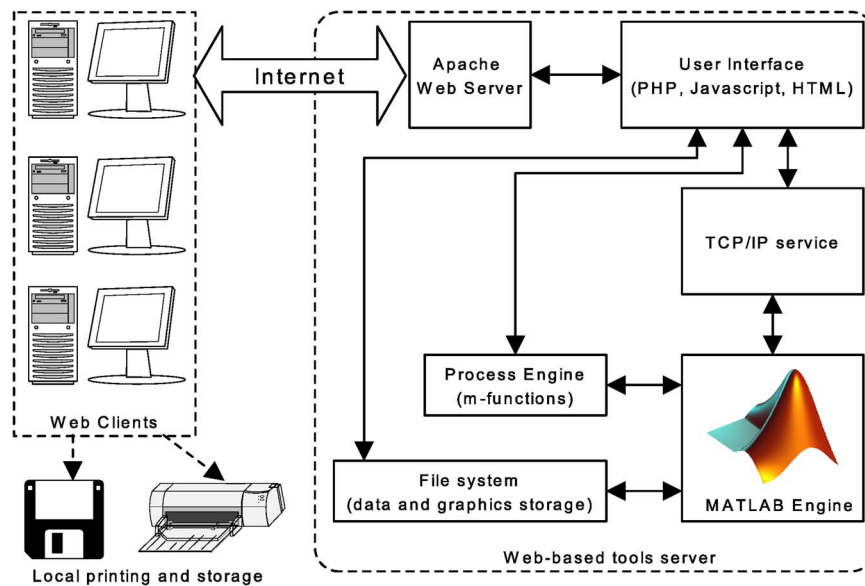 Internet
Apache
Web Server
User Interface
(PHP, Javascript, HTML)
TCP/IP service
Process Engine
(m-functions)
Web Clients
File system
(data and graphics storage)
MATLAB Engine
Web-based tools server
Local printing and storage